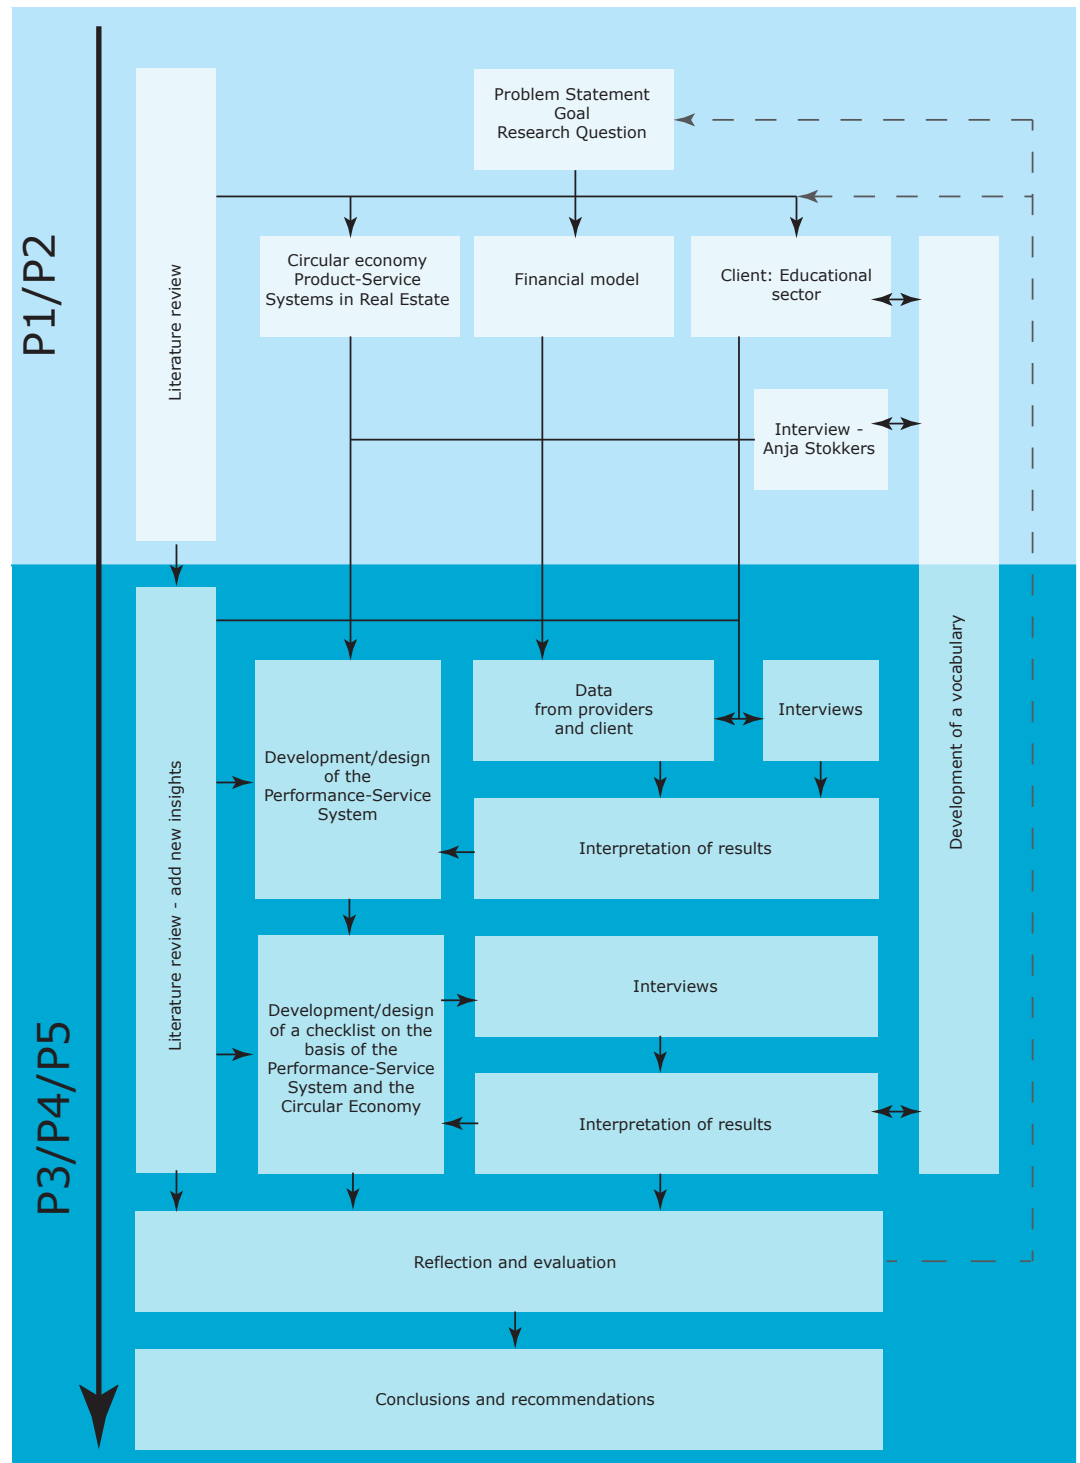 P1/P2
Literature review
Problem Statement
Goal
Research Question
Circular economy
Product-Service
Systems in Real Estate
Financial model
Client: Educational
sector
Interview -
Anja Stokkers
Development of a vocabulary
P3/P4/P5
Literature review - add new insights
Development/design
of the
Performance-Service
System
Data
from providers
and client
Interviews
Interpretation of results
Development/design
of a checklist on the
basis of the
Performance-Service
System and the
Circular Economy
Interviews
Interpretation of results
Reflection and evaluation
Conclusions and recommendations